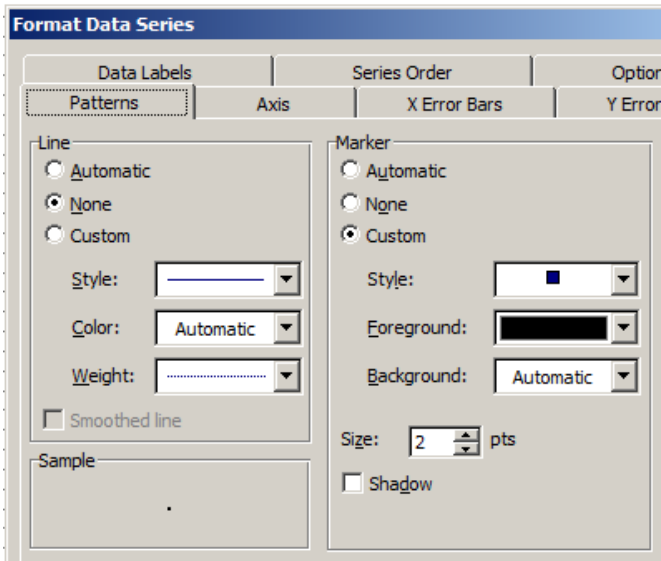 Format Data Series
Data Labels
Series Order
Patterns
Axis
X Error Bars
Y Error
Line
Automatic
None
Custom
Style:
Color: Automatic
Weight:
Smoothed line
Sample
Marker
Automatic
None
Custom
Style:
Foreground:
Background: Automatic
Size: 2 pts
Shadow